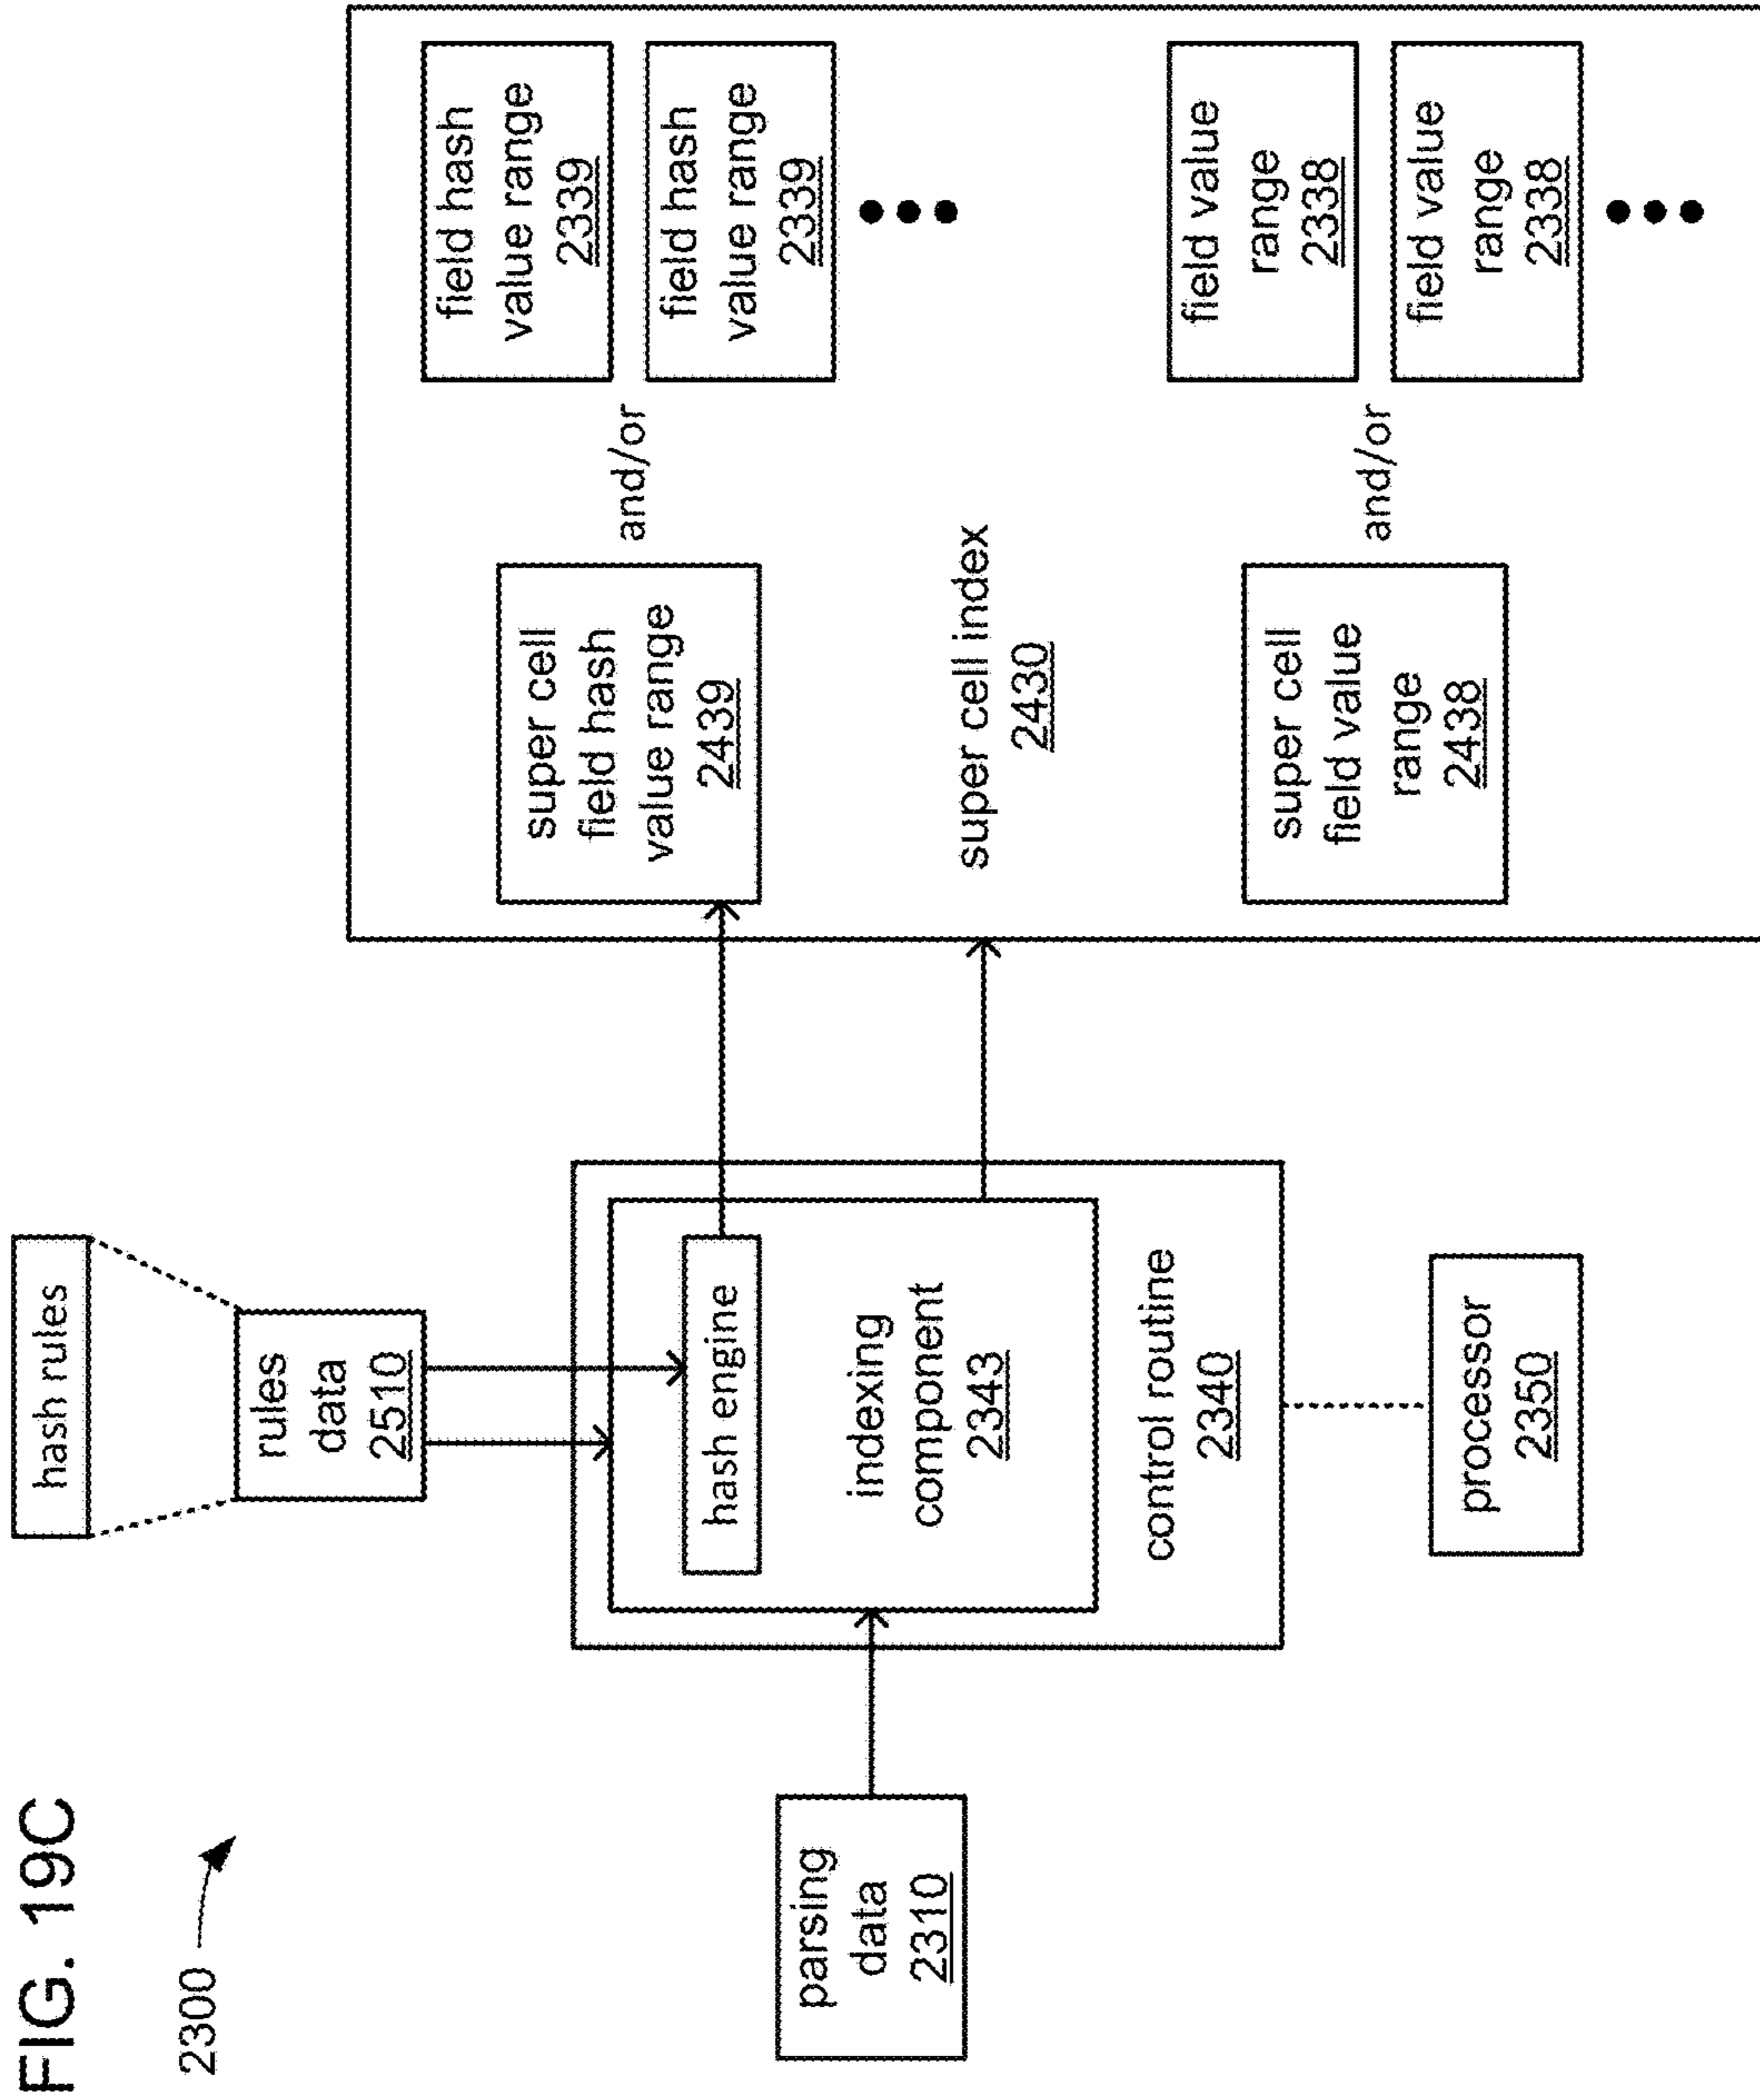 FIG. 19C
2300
hash rules
rules
data
2510
parsing
data
2310
hash engine
indexing
component
2343
control routine
2340
processor
2350
super cell
field hash
value range
2439
and/or
field hash
value range
2339
field hash
value range
2339
super cell index
2430
super cell
field value
range
2438
and/or
field value
range
2338
field value
range
2338